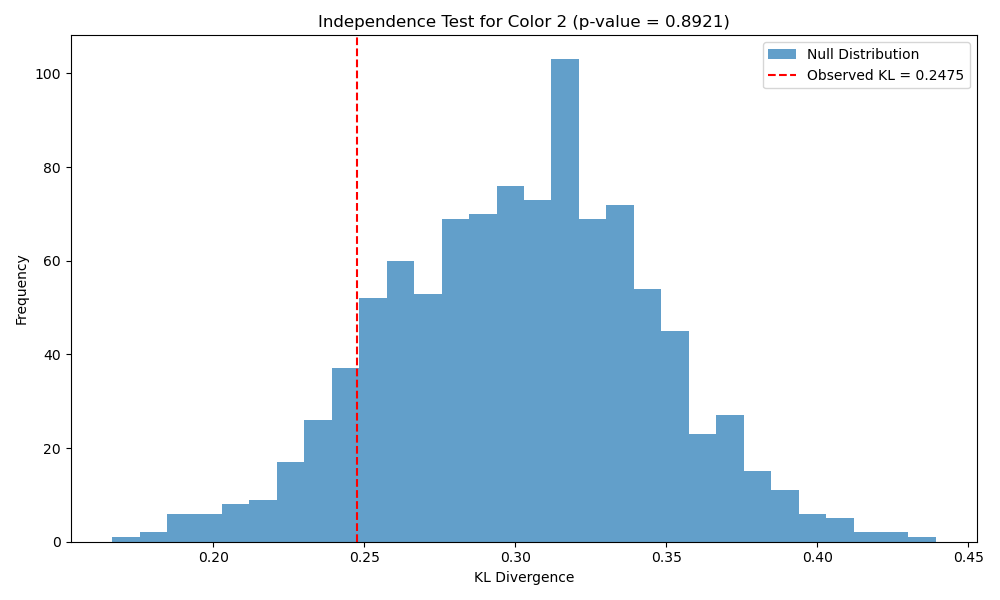 Independence Test for Color 2 (p-value = 0.8921)
Null Distribution
Observed KL = 0.2475
Frequency
100
80
60
40
20
0
0.20 0.25 0.30 0.35 0.40 0.45
KL Divergence